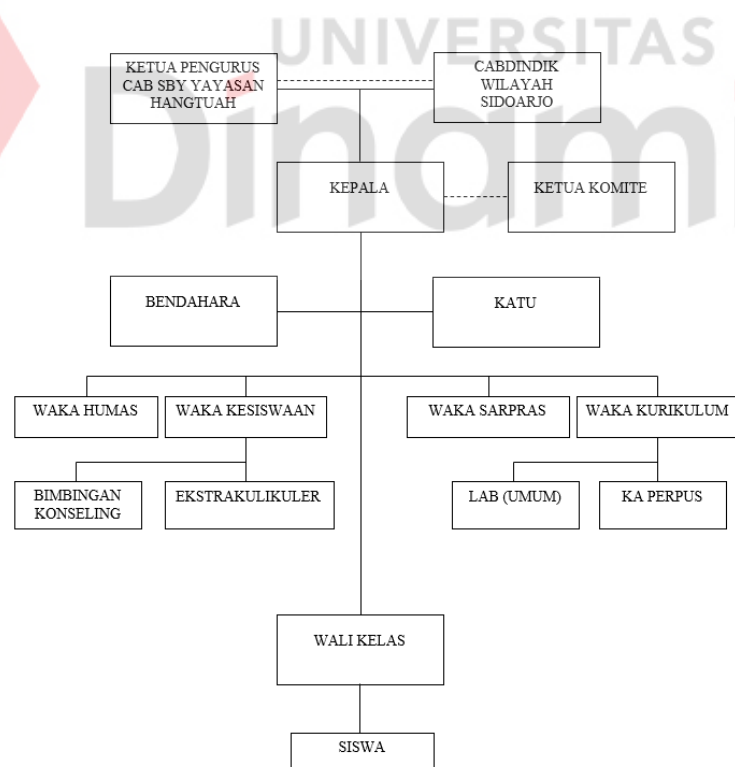 UNIVERSITAS
Dinami
KETUA PENGURUS
CAB SBY YAYASAN
HANGTUAH
CABDINDIK
WILAYAH
SIDOARJO
KEPALA
KETUA KOMITE
BENDAHARA
KATU
WAKA HUMAS
WAKA KESISWAAN
WAKA SARPRAS
WAKA KURIKULUM
BIMBINGAN
KONSELING
EKSTRAKULIKULER
LAB (UMUM)
KA PERPUS
WALI KELAS
SISWA